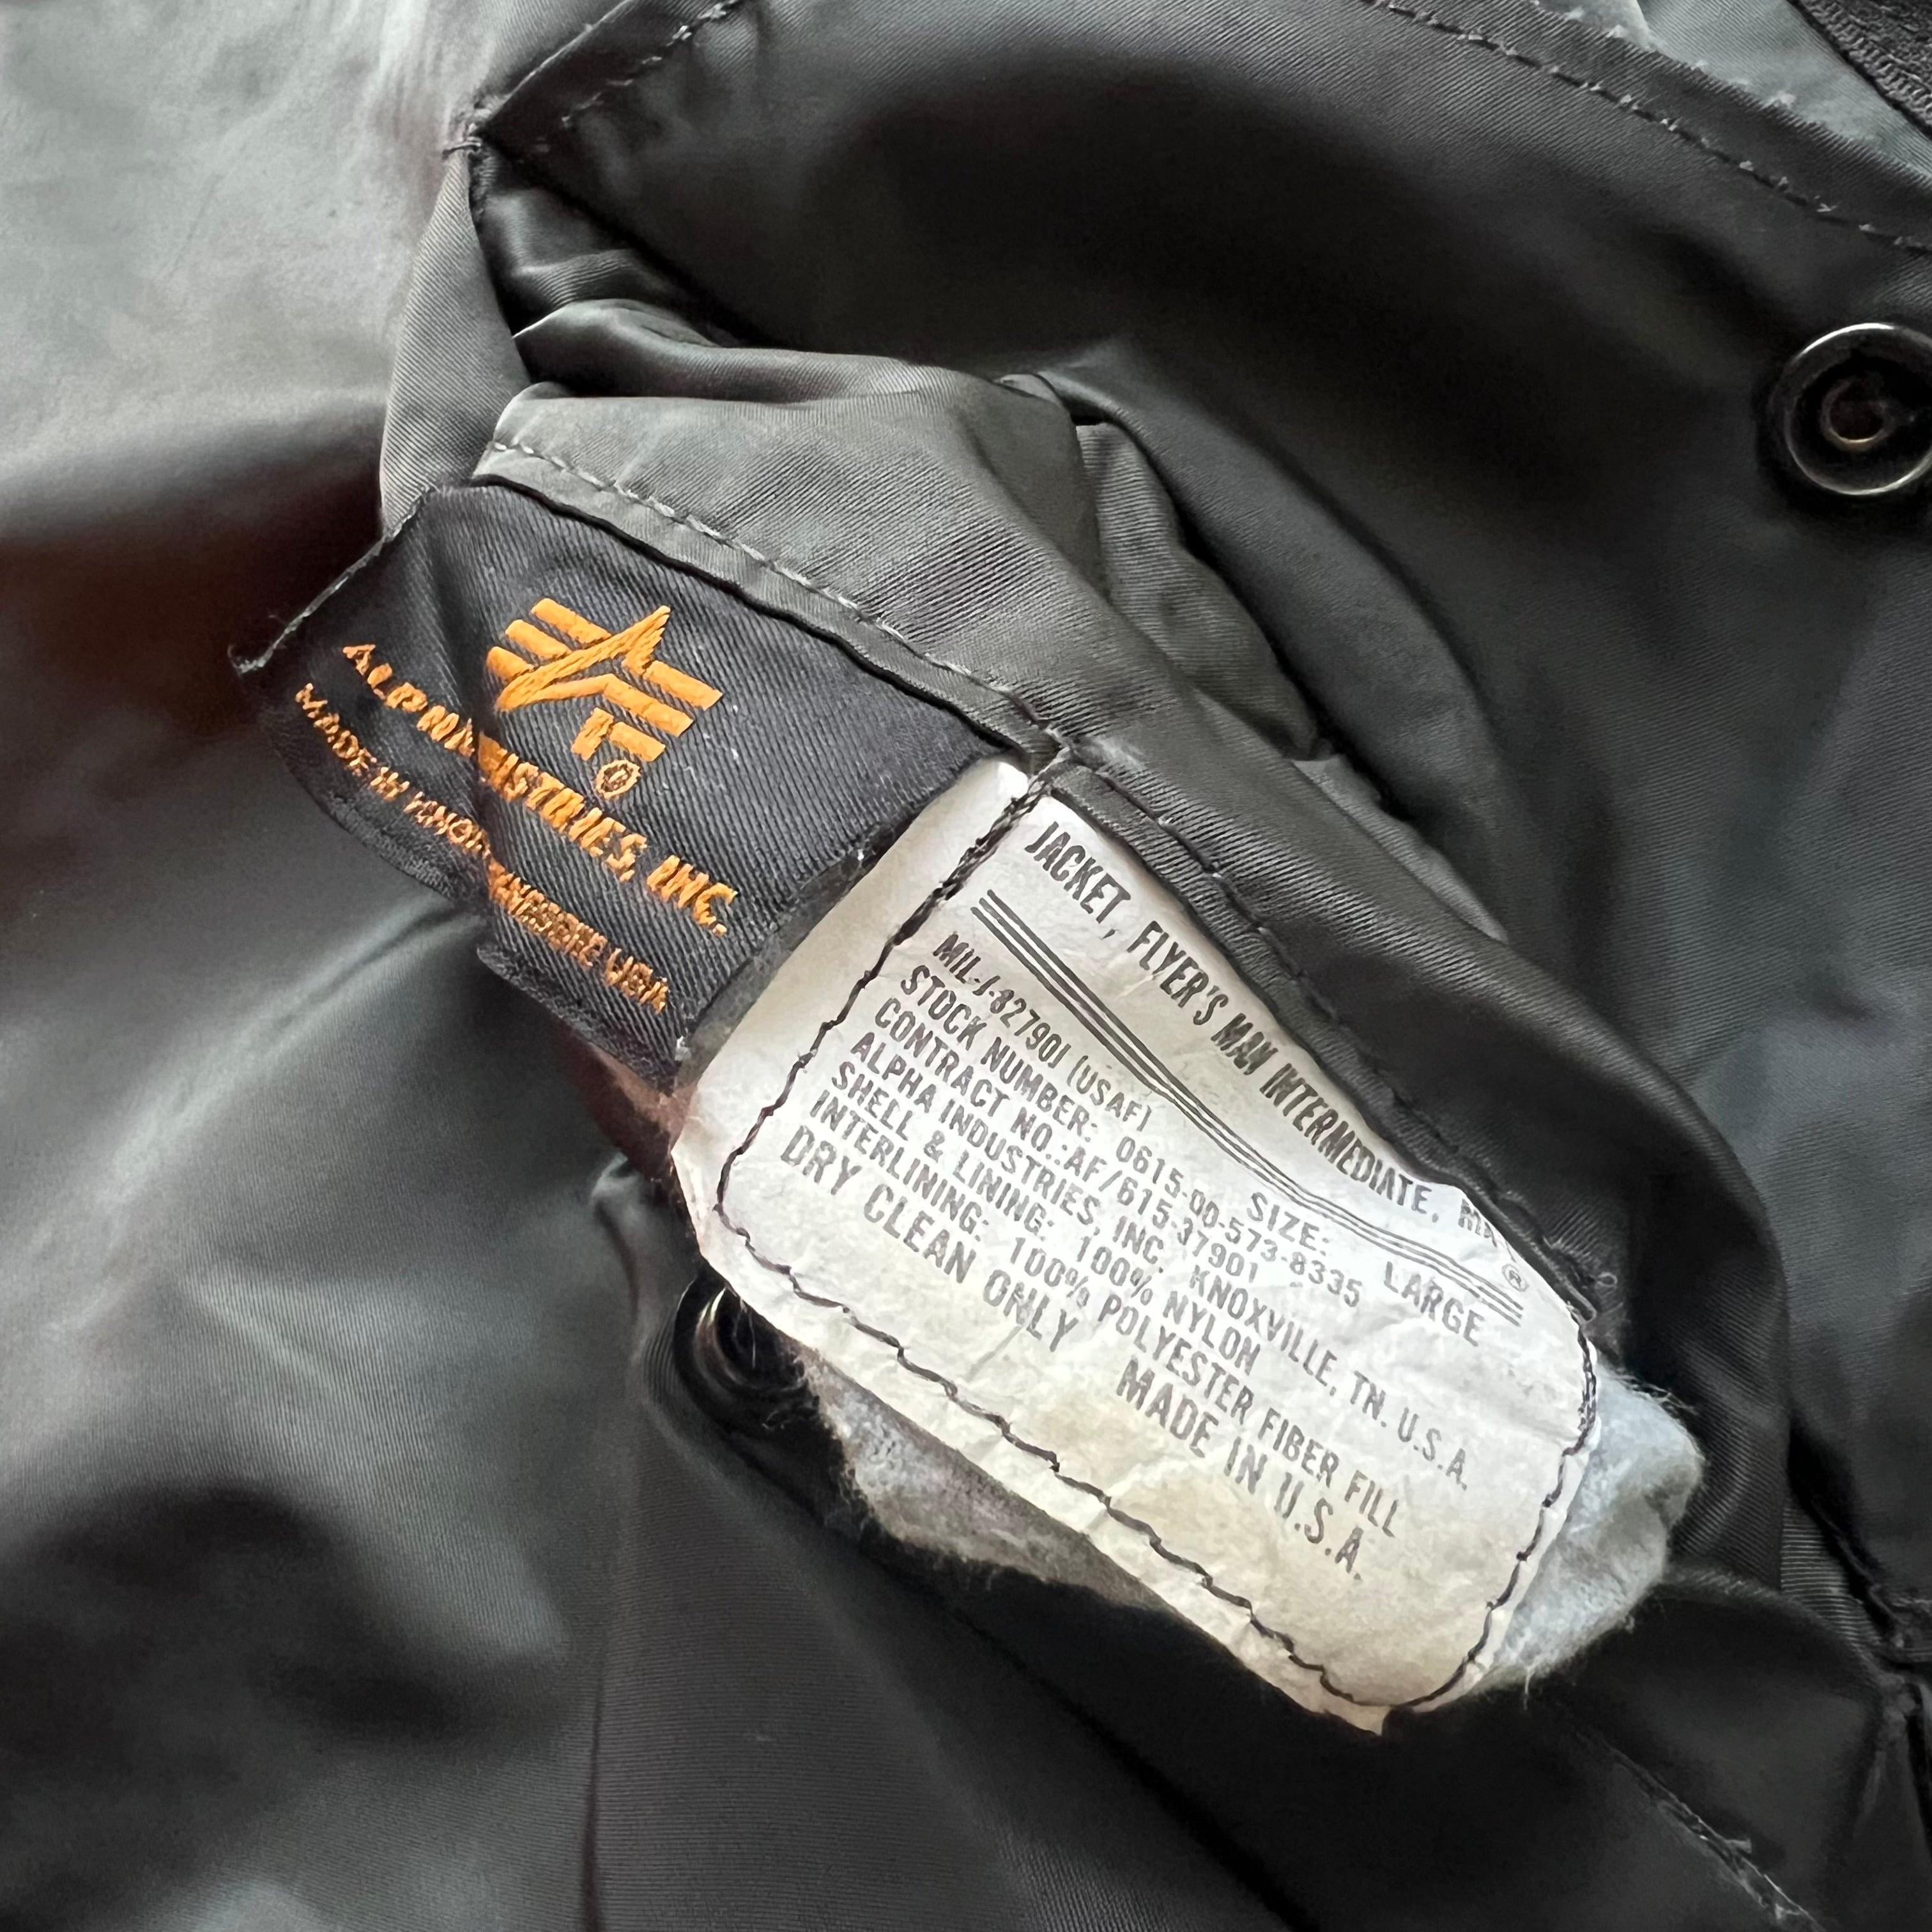 ALPHA INDUSTRIES, INC.
MADE IN USA
JACKET, FLYER'S MAN INTERMEDIATE,
®
SIZE: LARGE
MIL-J-82790J (USAF)
STOCK NUMBER: 0615-00-573-8335
CONTRACT NO.:AF/615-37901
ALPHA INDUSTRIES, INC. KNOXVILLE, TN. U.S.A.
SHELL & LINING: 100% NYLON
INTERLINING: 100% POLYESTER FIBER FILL
DRY CLEAN ONLY MADE IN U.S.A.